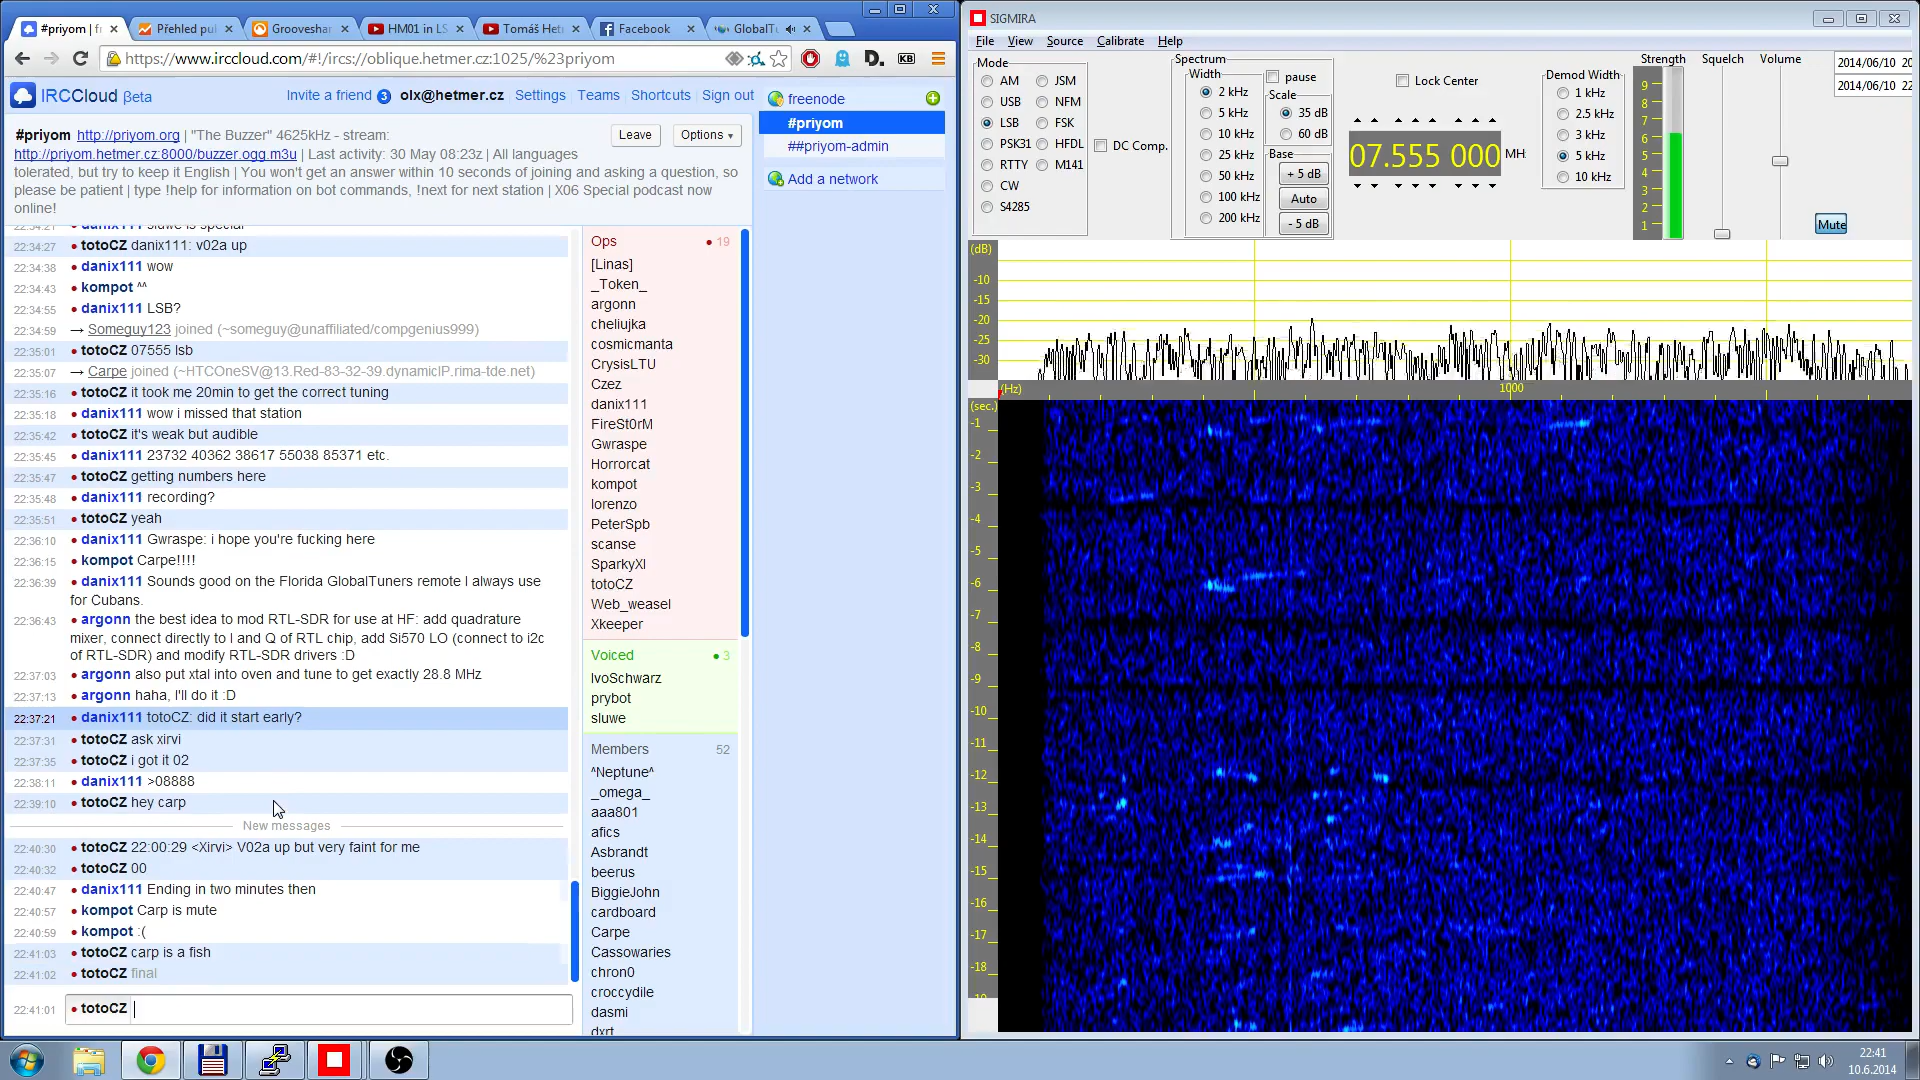 #priyom | f
Přehled pu
Grooveshar
HM01 in LS
Tomáš Het
Facebook
GlobalTu
https://www.irccloud.com/#!/ircs://oblique.hetmer.cz:1025/%23priyom
D.
KB
IRCCloud βeta
Invite a friend 3 olx@hetmer.cz Settings Teams Shortcuts Sign out
#priyom http://priyom.org | "The Buzzer" 4625kHz - stream:
http://priyom.hetmer.cz:8000/buzzer.ogg.m3u | Last activity: 30 May 08:23z | All languages
tolerated, but try to keep it English | You won't get an answer within 10 seconds of joining and asking a question, so
please be patient | type !help for information on bot commands, !next for next station | X06 Special podcast now
online!
Leave
Options
22:34:21 danix111 sluwe is special
22:34:27 totoCZ danix111: v02a up
22:34:38 danix111 wow
22:34:43 kompot ^^
22:34:55 danix111 LSB?
22:34:59 → Someguy123 joined (~someguy@unaffiliated/compgenius999)
22:35:01 totoCZ 07555 lsb
22:35:07 → Carpe joined (~HTCOneSV@13.Red-83-32-39.dynamicIP.rima-tde.net)
22:35:16 totoCZ it took me 20min to get the correct tuning
22:35:18 danix111 wow i missed that station
22:35:42 totoCZ it's weak but audible
22:35:45 danix111 23732 40362 38617 55038 85371 etc.
22:35:47 totoCZ getting numbers here
22:35:48 danix111 recording?
22:35:51 totoCZ yeah
22:36:10 danix111 Gwraspe: i hope you're fucking here
22:36:15 kompot Carpe!!!!
22:36:39 danix111 Sounds good on the Florida GlobalTuners remote I always use
for Cubans.
22:36:43 argonn the best idea to mod RTL-SDR for use at HF: add quadrature
mixer, connect directly to I and Q of RTL chip, add Si570 LO (connect to i2c
of RTL-SDR) and modify RTL-SDR drivers :D
22:37:03 argonn also put xtal into oven and tune to get exactly 28.8 MHz
22:37:13 argonn haha, I'll do it :D
22:37:21 danix111 totoCZ: did it start early?
22:37:31 totoCZ ask xirvi
22:37:35 totoCZ i got it 02
22:38:11 danix111 >08888
22:39:10 totoCZ hey carp
New messages
22:40:30 totoCZ 22:00:29 <Xirvi> V02a up but very faint for me
22:40:32 totoCZ 00
22:40:47 danix111 Ending in two minutes then
22:40:57 kompot Carp is mute
22:40:59 kompot :(
22:41:03 totoCZ carp is a fish
22:41:02 totoCZ final
22:41:01 totoCZ
Ops 19
[Linas]
_Token_
argonn
cheliujka
cosmicmanta
CrysisLTU
Czez
danix111
FireSt0rM
Gwraspe
Horrorcat
kompot
lorenzo
PeterSpb
scanse
SparkyXI
totoCZ
Web_weasel
Xkeeper
Voiced 3
IvoSchwarz
prybot
sluwe
Members 52
^Neptune^
_omega_
aaa801
afics
Asbrandt
beerus
BiggieJohn
cardboard
Carpe
Cassowaries
chron0
croccydile
dasmi
dxrt
freenode
#priyom
##priyom-admin
Add a network
SIGMIRA
File View Source Calibrate Help
Mode
AM JSM
USB NFM
LSB FSK
PSK31 HFDL
RTTY M141
CW
S4285
DC Comp.
Spectrum
Width
2 kHz
5 kHz
10 kHz
25 kHz
50 kHz
100 kHz
200 kHz
pause
Scale
35 dB
60 dB
Base
+ 5 dB
Auto
- 5 dB
Lock Center
07.555 000 MH
Demod Width
1 kHz
2.5 kHz
3 kHz
5 kHz
10 kHz
Strength Squelch Volume
9
8
7
6
5
4
3
2
1
Mute
2014/06/10 20
2014/06/10 22
(dB)
-10
-15
-20
-25
-30
(Hz) 1000
(sec.)
-1
-2
-3
-4
-5
-6
-7
-8
-9
-10
-11
-12
-13
-14
-15
-16
-17
-18
-19
22:41
10.6.2014